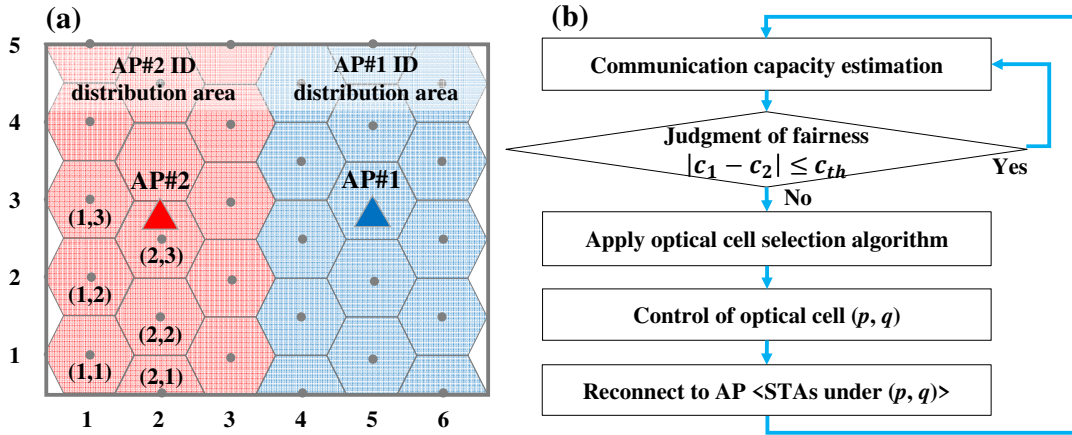 (a)
5
4
3
2
1
AP#2 ID
distribution area
AP#1 ID
distribution area
AP#2
AP#1
(1,3)
(2,3)
(1,2)
(2,2)
(1,1)
(2,1)
1 2 3 4 5 6
(b)
Communication capacity estimation
Judgment of fairness
|c₁ − c₂| ≤ cₜₕ
Yes
No
Apply optical cell selection algorithm
Control of optical cell (p, q)
Reconnect to AP <STAs under (p, q)>